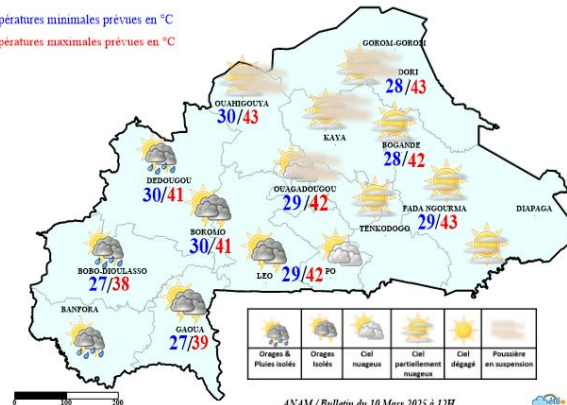 pératures minimales prévues en °C
pératures maximales prévues en °C
GOROM-GOROM
DORI
28/43
OUAHIGOUYA
30/43
KAYA
BOGANDE
28/42
DEDOUGOU
30/41
OUAGADOUGOU
29/42
FADA NGOURMA
29/43
DIAPAGA
TENKODOGO
BOROMO
30/41
BOBO-DIOULASSO
27/38
LEO 29/42 PO
BANFORA
GAOUA
27/39
Orages & Pluies isolés
Orages Isolés
Ciel nuageux
Ciel partiellement nuageux
Ciel dégagé
Poussière en suspension
0 100 200
ANAM / Bulletin du 10 Mars 2025 à 12H